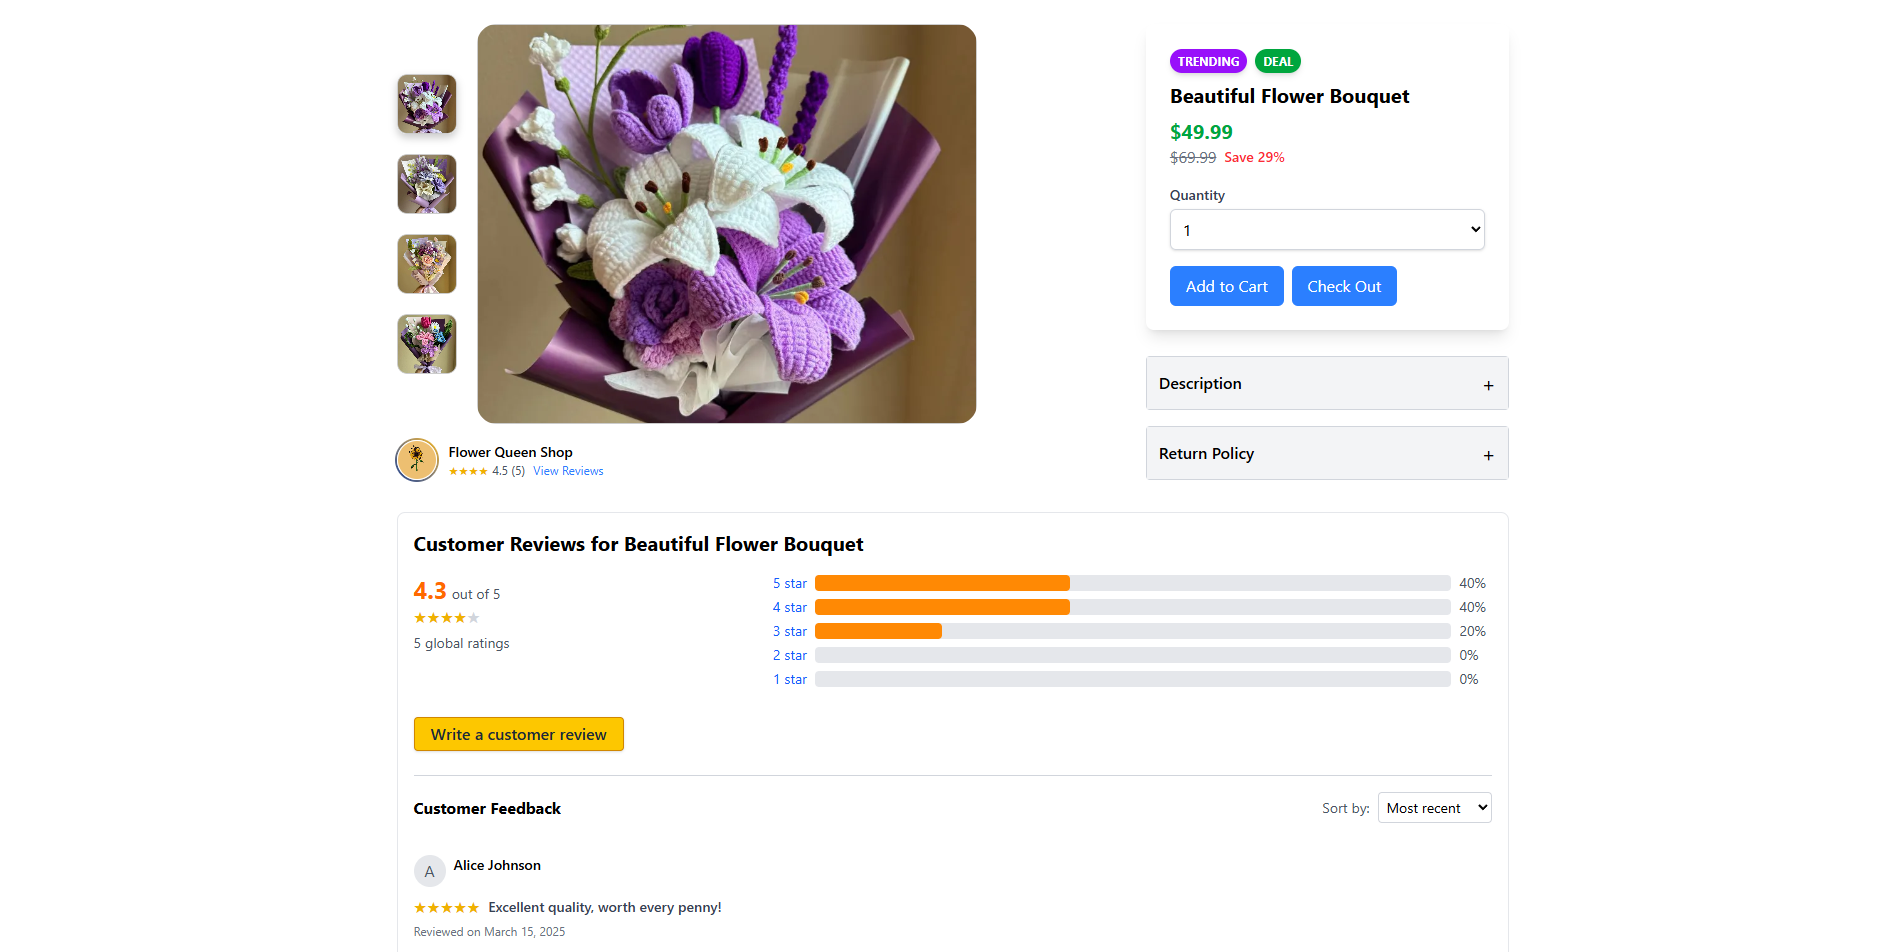 TRENDING DEAL
Beautiful Flower Bouquet
$49.99
$69.99 Save 29%
Quantity
1
Add to Cart Check Out
Description +
Return Policy +
Flower Queen Shop
★★★★ 4.5 (5) View Reviews
Customer Reviews for Beautiful Flower Bouquet
4.3 out of 5
★★★★★
5 global ratings
5 star 40%
4 star 40%
3 star 20%
2 star 0%
1 star 0%
Write a customer review
Customer Feedback
Sort by: Most recent
A Alice Johnson
★★★★★ Excellent quality, worth every penny!
Reviewed on March 15, 2025